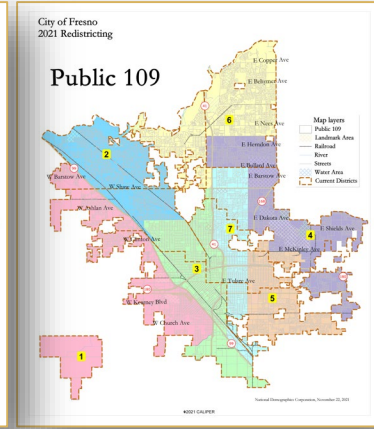 City of Fresno
2021 Redistricting
Public 109
E Copper Ave
E Behymer Ave
E Nees Ave
6
Map layers
Public 109
Landmark Area
Railroad
River
Streets
Water Area
Current Districts
E Herndon Ave
2
E Bullard Ave
W Barstow Ave
E Barstow Ave
W Shaw Ave
W Ashlan Ave
E Dakota Ave
7
E Shields Ave
4
W Clinton Ave
E McKinley Ave
3
E Tulare Ave
5
W Kearney Blvd
W Church Ave
1
National Demographics Corporation, November 22, 2021
©2021 CALIPER